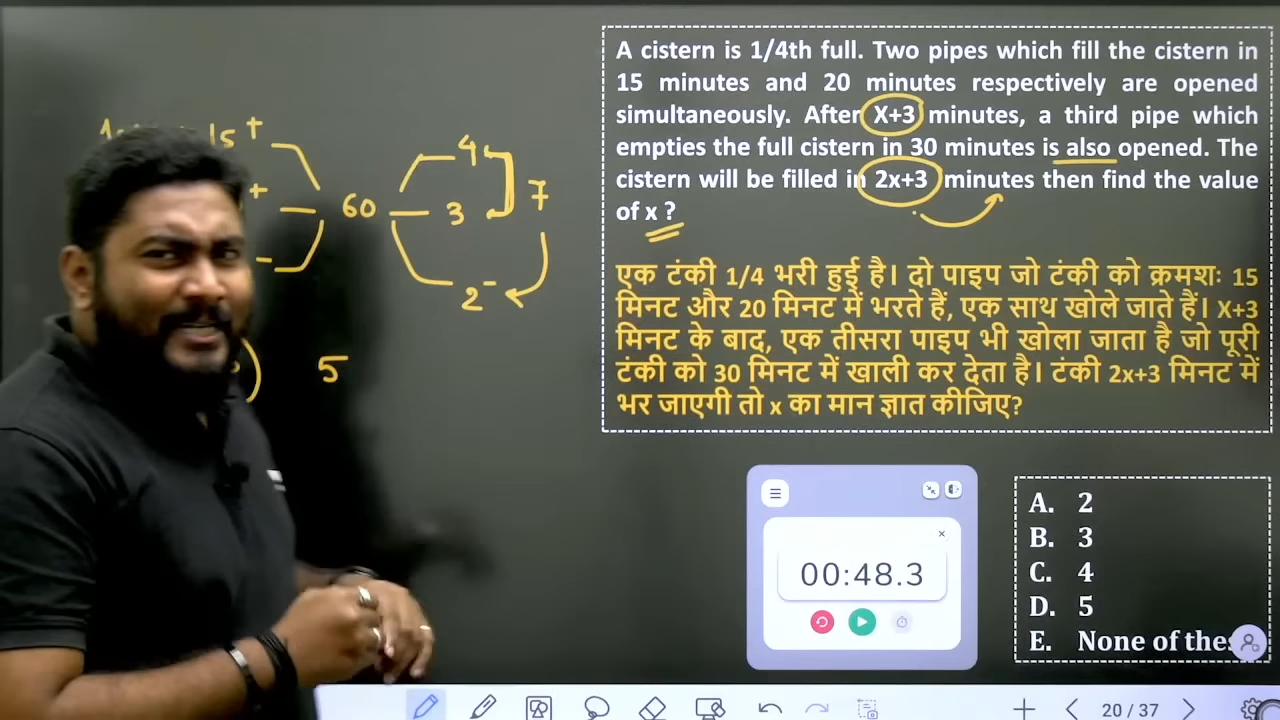 A cistern is 1/4th full. Two pipes which fill the cistern in
15 minutes and 20 minutes respectively are opened
simultaneously. After X+3 minutes, a third pipe which
empties the full cistern in 30 minutes is also opened. The
cistern will be filled in 2x+3 minutes then find the value
of x ?
एक टंकी 1/4 भरी हुई है। दो पाइप जो टंकी को क्रमशः 15
मिनट और 20 मिनट में भरते हैं, एक साथ खोले जाते हैं। X+3
मिनट के बाद, एक तीसरा पाइप भी खोला जाता है जो पूरी
टंकी को 30 मिनट में खाली कर देता है। टंकी 2x+3 मिनट में
भर जाएगी तो x का मान ज्ञात कीजिए?
15+
+
-
60
4
3
2-
7
5
00:48.3
A. 2
B. 3
C. 4
D. 5
E. None of
20 / 37